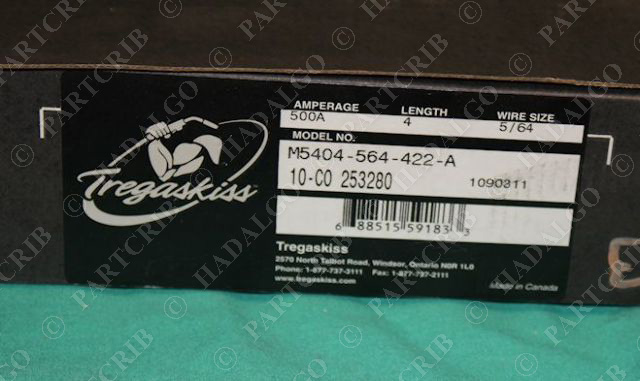 AMPERAGE LENGTH WIRE SIZE
500A 4 5/64
MODEL NO.
M5404-564-422-A
10-CO 253280 1090311
6 88515 59183 3
Tregaskiss
Tregaskiss
2570 North Talbot Road, Windsor, Ontario N0R 1L0
Phone: 1-877-737-3111 Fax: 1-877-737-2111
www.tregaskiss.com
Made in Canada
© PARTCRIB
© HADALGO